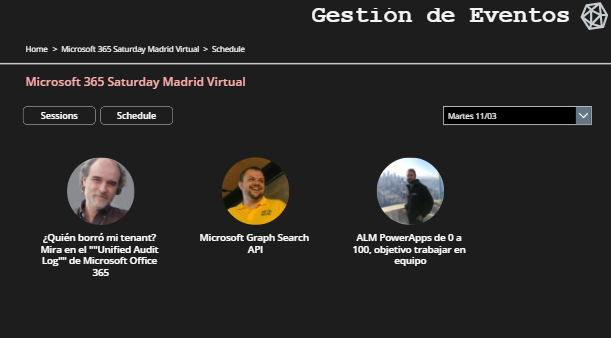 Gestión de Eventos
Home > Microsoft 365 Saturday Madrid Virtual > Schedule
Microsoft 365 Saturday Madrid Virtual
Sessions Schedule Martes 11/03
¿Quién borró mi tenant?
Mira en el ""Unified Audit
Log"" de Microsoft Office
365
Microsoft Graph Search
API
ALM PowerApps de 0 a
100, objetivo trabajar en
equipo